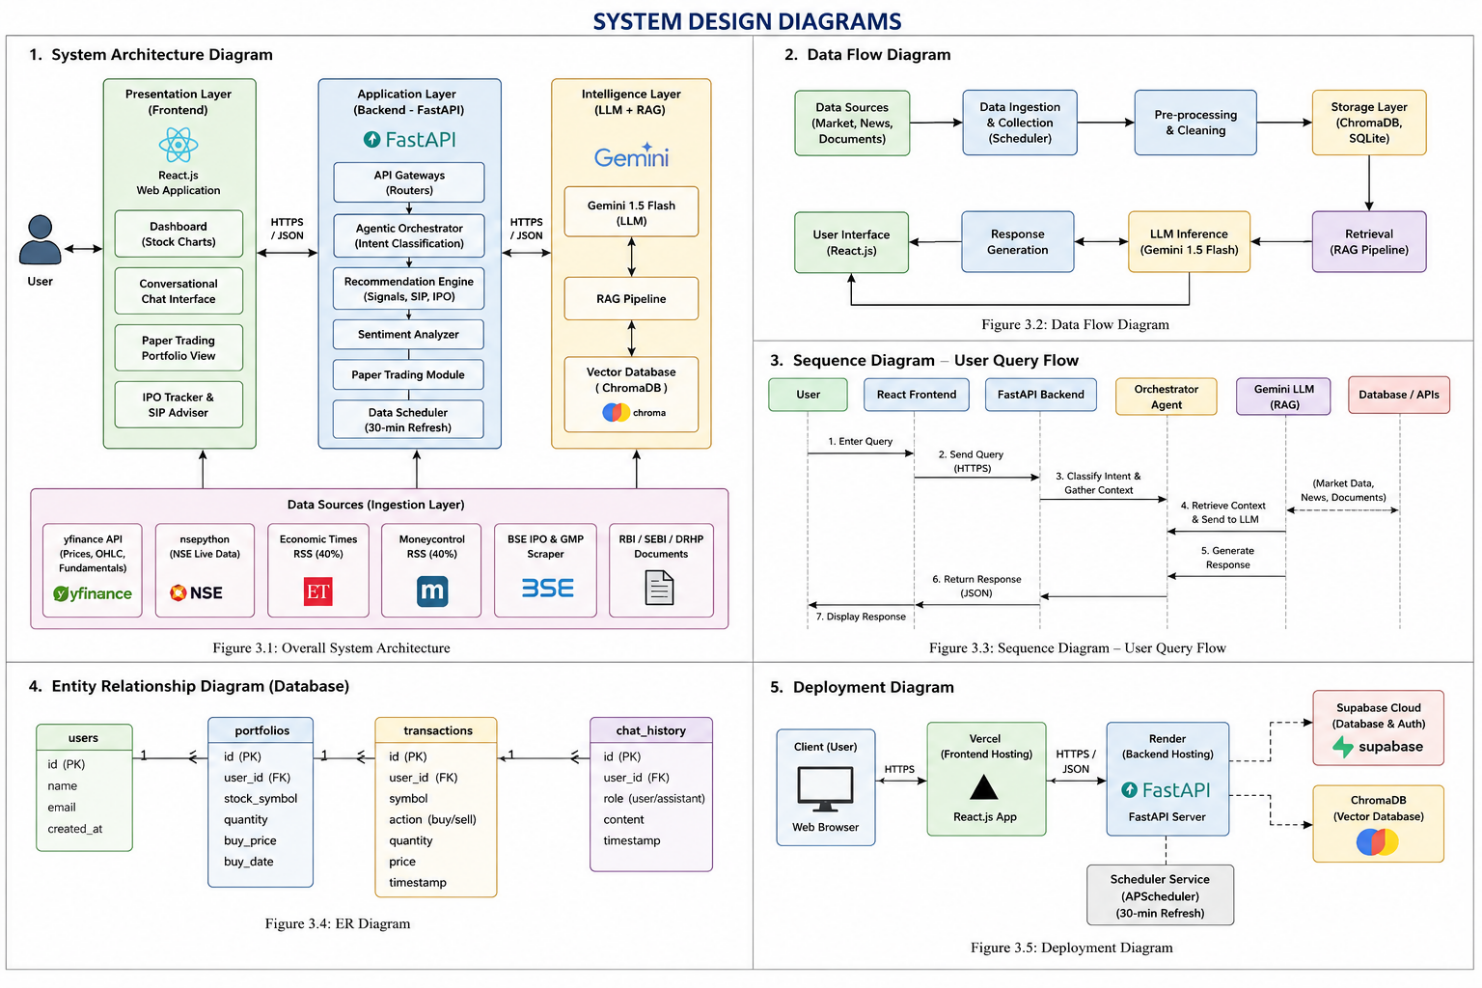 SYSTEM DESIGN DIAGRAMS
1. System Architecture Diagram
Presentation Layer
(Frontend)
React.js
Web Application
Dashboard
(Stock Charts)
Conversational
Chat Interface
Paper Trading
Portfolio View
IPO Tracker &
SIP Adviser
User
HTTPS
/ JSON
Application Layer
(Backend - FastAPI)
FastAPI
API Gateways
(Routers)
Agentic Orchestrator
(Intent Classification)
Recommendation Engine
(Signals, SIP, IPO)
Sentiment Analyzer
Paper Trading Module
Data Scheduler
(30-min Refresh)
HTTPS
/ JSON
Intelligence Layer
(LLM + RAG)
Gemini
Gemini 1.5 Flash
(LLM)
RAG Pipeline
Vector Database
( ChromaDB )
chroma
Data Sources (Ingestion Layer)
yfinance API
(Prices, OHLC,
Fundamentals)
yfinance
nsepython
(NSE Live Data)
NSE
Economic Times
RSS (40%)
ET
Moneycontrol
RSS (40%)
m
BSE IPO & GMP
Scraper
BSE
RBI / SEBI / DRHP
Documents
Figure 3.1: Overall System Architecture
2. Data Flow Diagram
Data Sources
(Market, News,
Documents)
Data Ingestion
& Collection
(Scheduler)
Pre-processing
& Cleaning
Storage Layer
(ChromaDB,
SQLite)
User Interface
(React.js)
Response
Generation
LLM Inference
(Gemini 1.5 Flash)
Retrieval
(RAG Pipeline)
Figure 3.2: Data Flow Diagram
3. Sequence Diagram – User Query Flow
User
React Frontend
FastAPI Backend
Orchestrator
Agent
Gemini LLM
(RAG)
Database / APIs
1. Enter Query
2. Send Query
(HTTPS)
3. Classify Intent &
Gather Context
(Market Data,
News, Documents)
4. Retrieve Context
& Send to LLM
5. Generate
Response
6. Return Response
(JSON)
7. Display Response
Figure 3.3: Sequence Diagram – User Query Flow
4. Entity Relationship Diagram (Database)
users
id (PK)
name
email
created_at
1
portfolios
id (PK)
user_id (FK)
stock_symbol
quantity
buy_price
buy_date
1
transactions
id (PK)
user_id (FK)
symbol
action (buy/sell)
quantity
price
timestamp
1
chat_history
id (PK)
user_id (FK)
role (user/assistant)
content
timestamp
Figure 3.4: ER Diagram
5. Deployment Diagram
Client (User)
Web Browser
HTTPS
Vercel
(Frontend Hosting)
React.js App
HTTPS /
JSON
Render
(Backend Hosting)
FastAPI
FastAPI Server
Supabase Cloud
(Database & Auth)
supabase
ChromaDB
(Vector Database)
Scheduler Service
(APScheduler)
(30-min Refresh)
Figure 3.5: Deployment Diagram